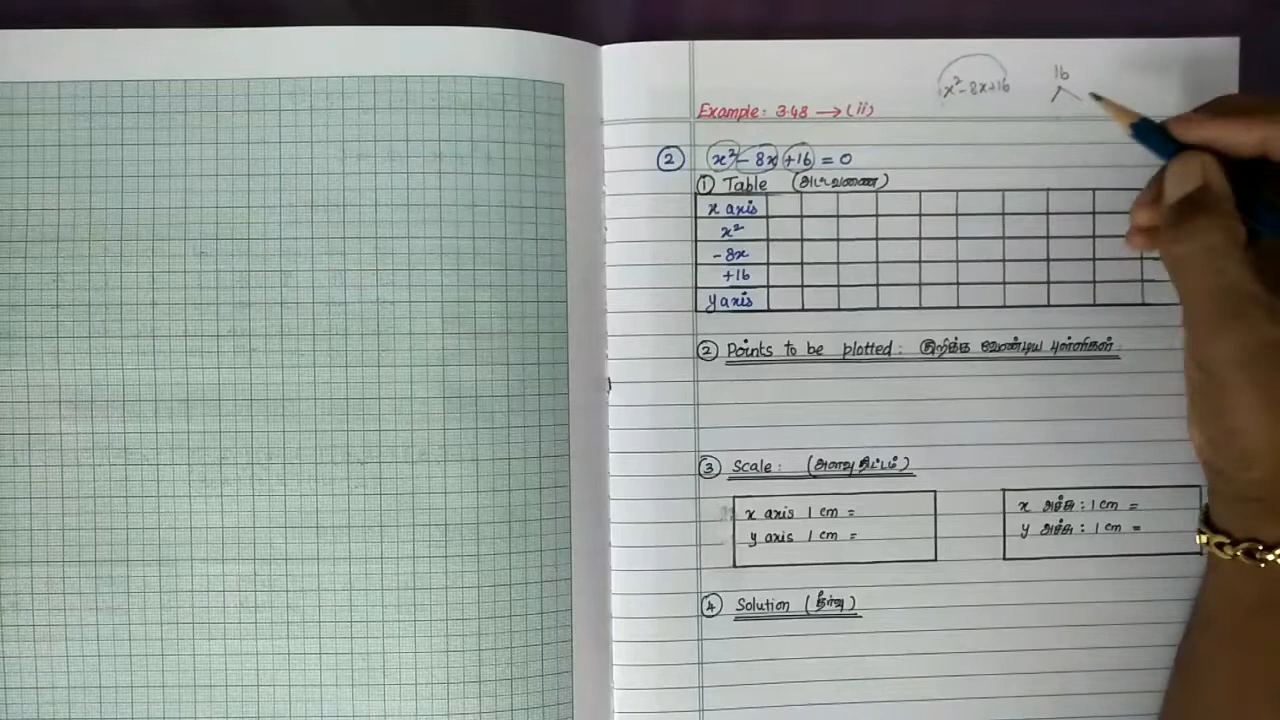 x² - 8x + 16
16
Example: 3.48 → (ii)
② x² - 8x + 16 = 0
① Table (அட்டவணை)
x axis
x²
- 8x
+16
y axis
② Points to be plotted: குறிக்க வேண்டிய புள்ளிகள்
③ Scale: (அளவு திட்டம்)
x axis 1 cm =
y axis 1 cm =
x அச்சு : 1 cm =
y அச்சு : 1 cm =
④ Solution (தீர்வு)